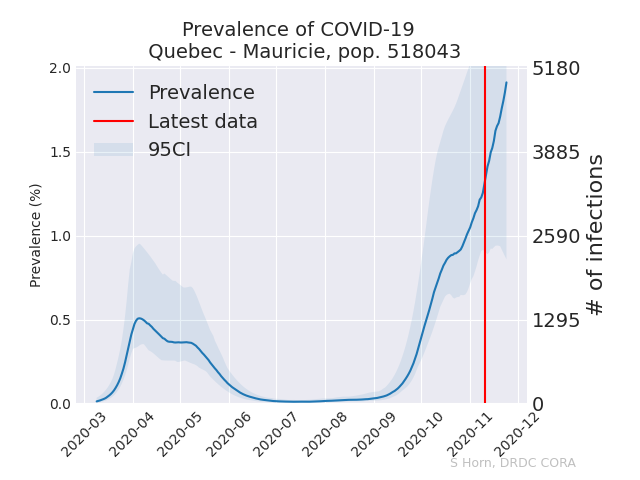 Prevalence of COVID-19
Quebec - Mauricie, pop. 518043
Prevalence
Latest data
95CI
2.0
1.5
1.0
0.5
0.0
Prevalence (%)
5180
3885
2590
1295
0
# of infections
2020-03
2020-04
2020-05
2020-06
2020-07
2020-08
2020-09
2020-10
2020-11
2020-12
S Horn, DRDC CORA